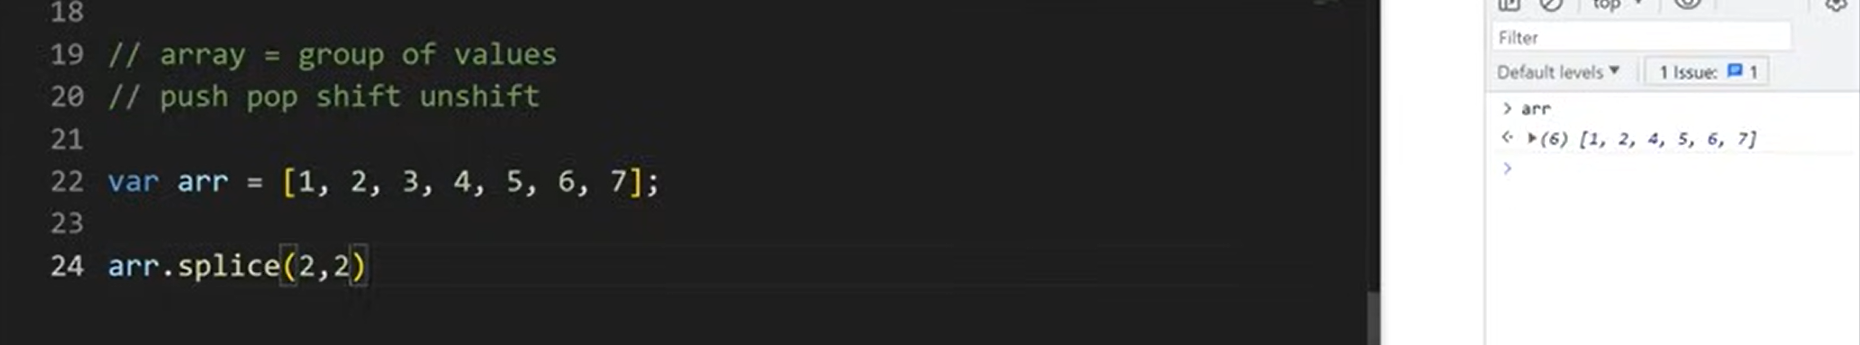 18
19 // array = group of values
20 // push pop shift unshift
21
22 var arr = [1, 2, 3, 4, 5, 6, 7];
23
24 arr.splice(2,2)
top
Filter
Default levels ▼ 1 Issue: 1
> arr
<· ▶(6) [1, 2, 4, 5, 6, 7]
>